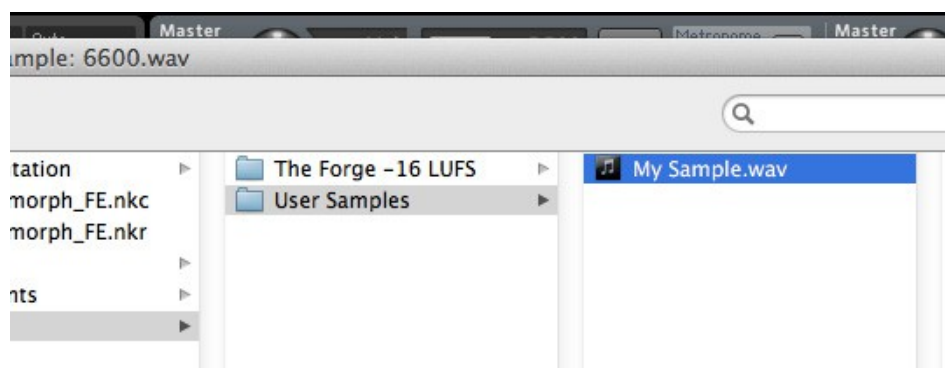 Master
Master
Metronome
mple: 6600.wav
tation
The Forge -16 LUFS
My Sample.wav
morph_FE.nkc
User Samples
morph_FE.nkr
nts